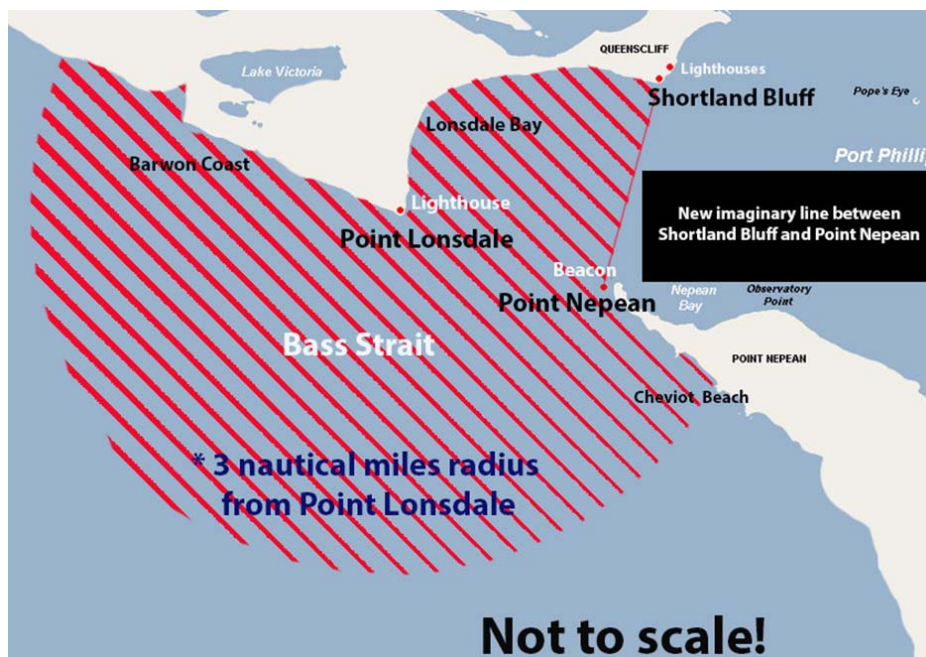 QUEENSCLIFF
Lake Victoria
Lighthouses
Shortland Bluff
Pope's Eye
Lonsdale Bay
Port Phillip
Barwon Coast
Lighthouse
New imaginary line between
Shortland Bluff and Point Nepean
Point Lonsdale
Beacon
Point Nepean
Nepean
Bay
Observatory
Point
Bass Strait
POINT NEPEAN
Cheviot Beach
* 3 nautical miles radius
from Point Lonsdale
Not to scale!